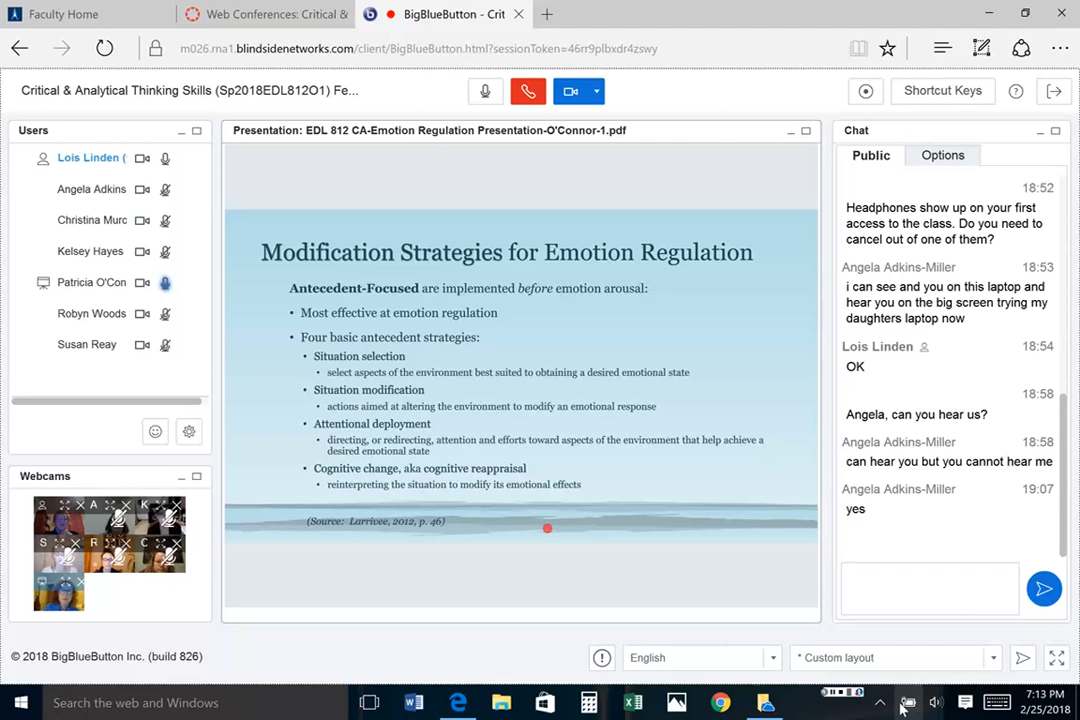 Faculty Home
Web Conferences: Critical &
BigBlueButton - Crit
m026.rna1.blindsidenetworks.com/client/BigBlueButton.html?sessionToken=46rr9plbxdr4zswy
Critical & Analytical Thinking Skills (Sp2018EDL812O1) Fe...
Shortcut Keys
Users
Lois Linden (
Angela Adkins
Christina Murc
Kelsey Hayes
Patricia O'Con
Robyn Woods
Susan Reay
Webcams
A
K
S
R
C
Presentation: EDL 812 CA-Emotion Regulation Presentation-O'Connor-1.pdf
Modification Strategies for Emotion Regulation
Antecedent-Focused are implemented before emotion arousal:
• Most effective at emotion regulation
• Four basic antecedent strategies:
• Situation selection
• select aspects of the environment best suited to obtaining a desired emotional state
• Situation modification
• actions aimed at altering the environment to modify an emotional response
• Attentional deployment
• directing, or redirecting, attention and efforts toward aspects of the environment that help achieve a
desired emotional state
• Cognitive change, aka cognitive reappraisal
• reinterpreting the situation to modify its emotional effects
(Source: Larrivee, 2012, p. 46)
Chat
Public
Options
18:52
Headphones show up on your first
access to the class. Do you need to
cancel out of one of them?
Angela Adkins-Miller 18:53
i can see and you on this laptop and
hear you on the big screen trying my
daughters laptop now
Lois Linden 18:54
OK
18:58
Angela, can you hear us?
Angela Adkins-Miller 18:58
can hear you but you cannot hear me
Angela Adkins-Miller 19:07
yes
© 2018 BigBlueButton Inc. (build 826)
English
* Custom layout
Search the web and Windows
7:13 PM
2/25/2018